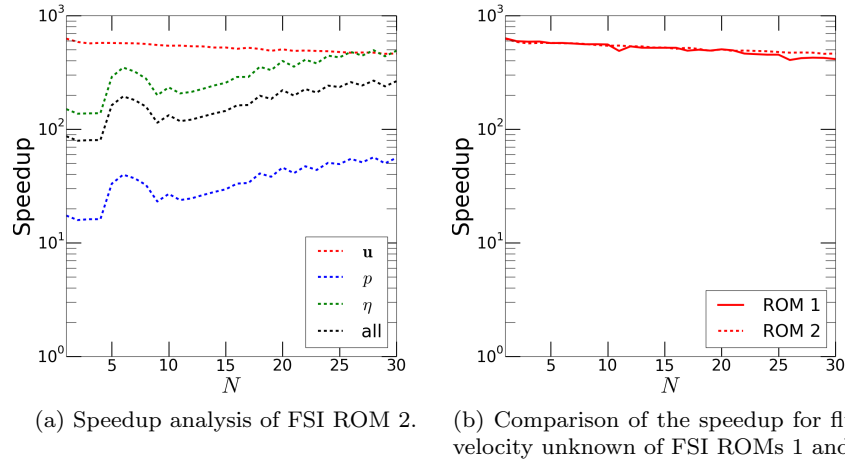 10^3
10^2
10^1
10^0
Speedup
5 10 15 20 25 30
N
u
p
η
all
(a) Speedup analysis of FSI ROM 2.
10^3
10^2
10^1
10^0
Speedup
5 10 15 20 25 30
N
ROM 1
ROM 2
(b) Comparison of the speedup for
velocity unknown of FSI ROMs 1 and